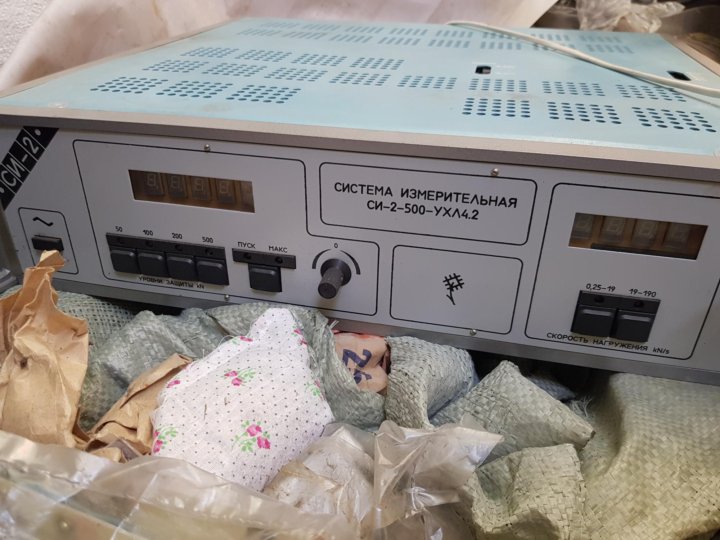 СИ-2
СИСТЕМА ИЗМЕРИТЕЛЬНАЯ
СИ-2-500-УХЛ4.2
50 100 200 500
УРОВНИ ЗАЩИТЫ kN
ПУСК МАКС
0
0,25-19 19-190
СКОРОСТЬ НАГРУЖЕНИЯ kN/s